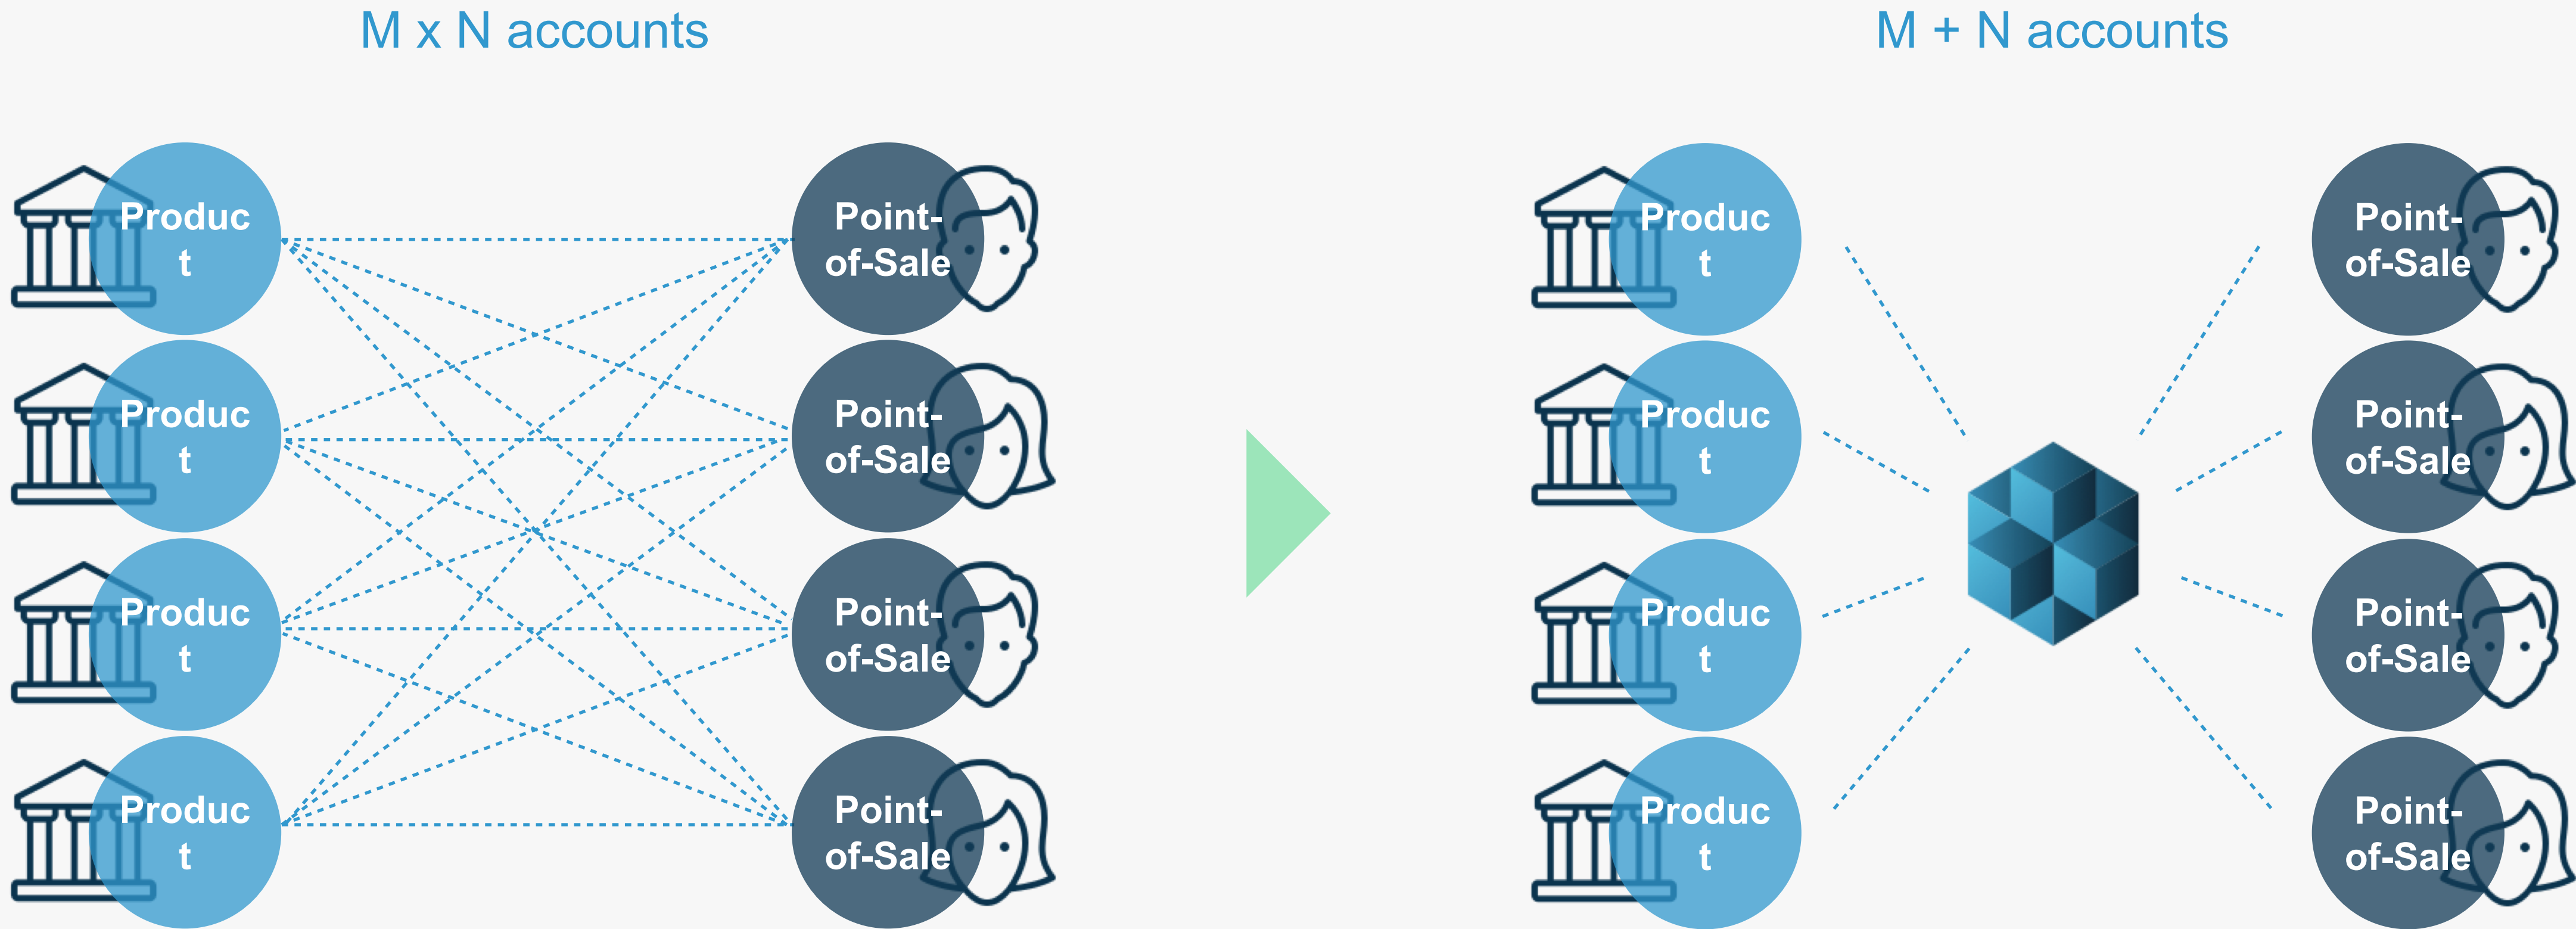 M x N accounts
M + N accounts
Produc
t
Point-
of-Sale
Produc
t
Point-
of-Sale
Produc
t
Point-
of-Sale
Produc
t
Point-
of-Sale
Produc
t
Point-
of-Sale
Produc
t
Point-
of-Sale
Produc
t
Point-
of-Sale
Produc
t
Point-
of-Sale